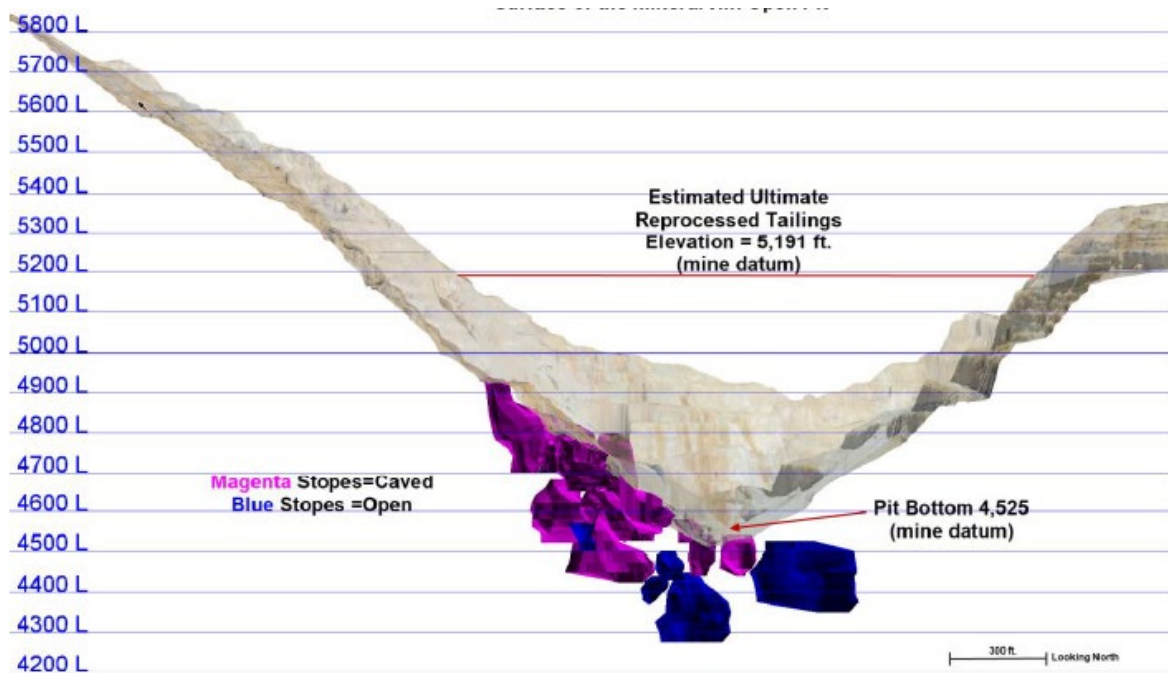 5800 L
5700 L
5600 L
5500 L
5400 L
5300 L
5200 L
5100 L
5000 L
4900 L
4800 L
4700 L
4600 L
4500 L
4400 L
4300 L
4200 L
Estimated Ultimate
Reprocessed Tailings
Elevation = 5,191 ft.
(mine datum)
Magenta Stopes=Caved
Blue Stopes =Open
Pit Bottom 4,525
(mine datum)
300 ft.
Looking North